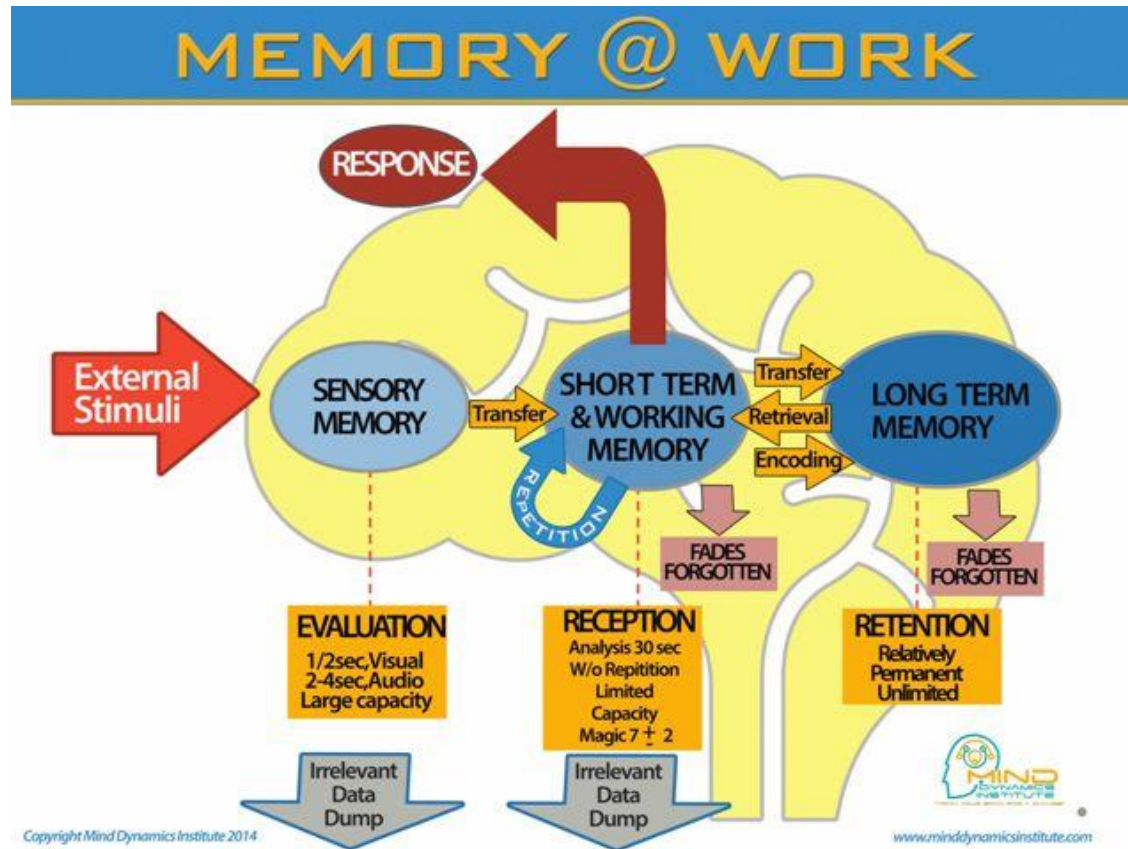 MEMORY @ WORK
RESPONSE
External
Stimuli
SENSORY
MEMORY
Transfer
SHORT TERM
& WORKING
MEMORY
REPETITION
Transfer
Retrieval
Encoding
LONG TERM
MEMORY
FADES
FORGOTTEN
FADES
FORGOTTEN
EVALUATION
1/2sec,Visual
2-4sec,Audio
Large capacity
RECEPTION
Analysis 30 sec
W/o Repitition
Limited
Capacity
Magic 7 ± 2
RETENTION
Relatively
Permanent
Unlimited
Irrelevant
Data
Dump
Irrelevant
Data
Dump
MIND
DYNAMICS
INSTITUTE
Copyright Mind Dynamics Institute 2014
www.minddynamicsinstitute.com